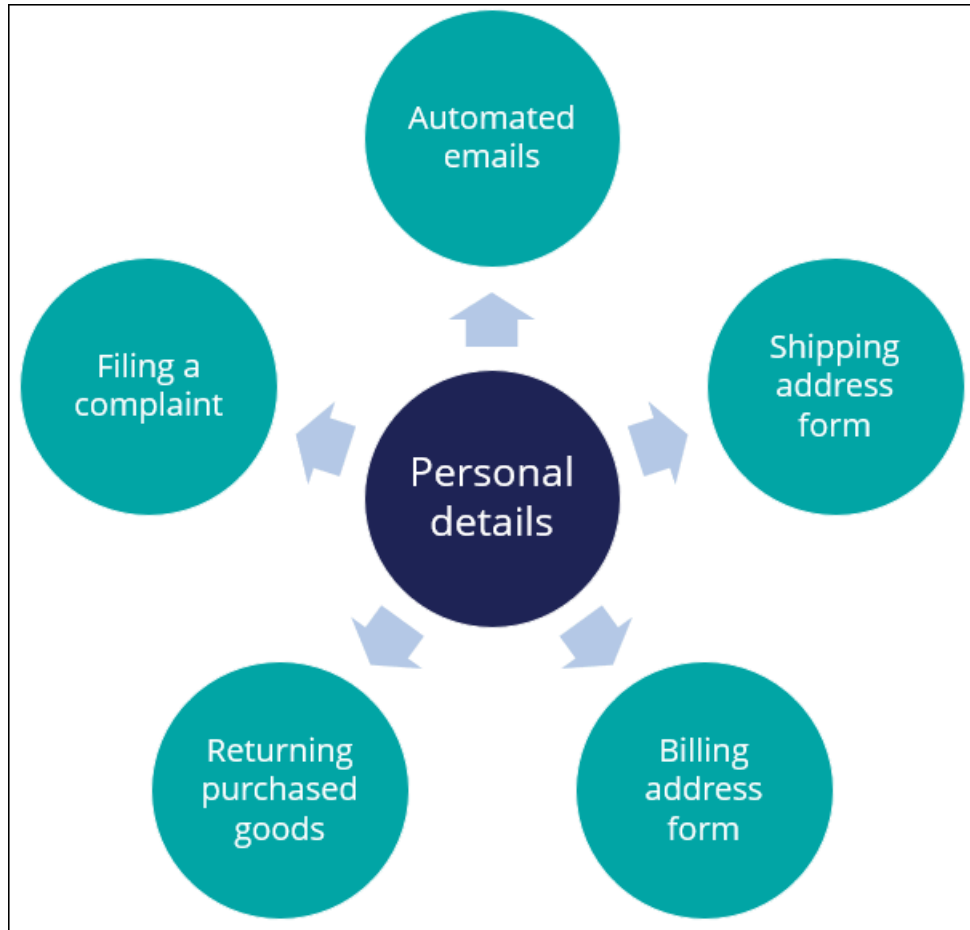 Automated
emails
Shipping
address
form
Filing a
complaint
Personal
details
Returning
purchased
goods
Billing
address
form